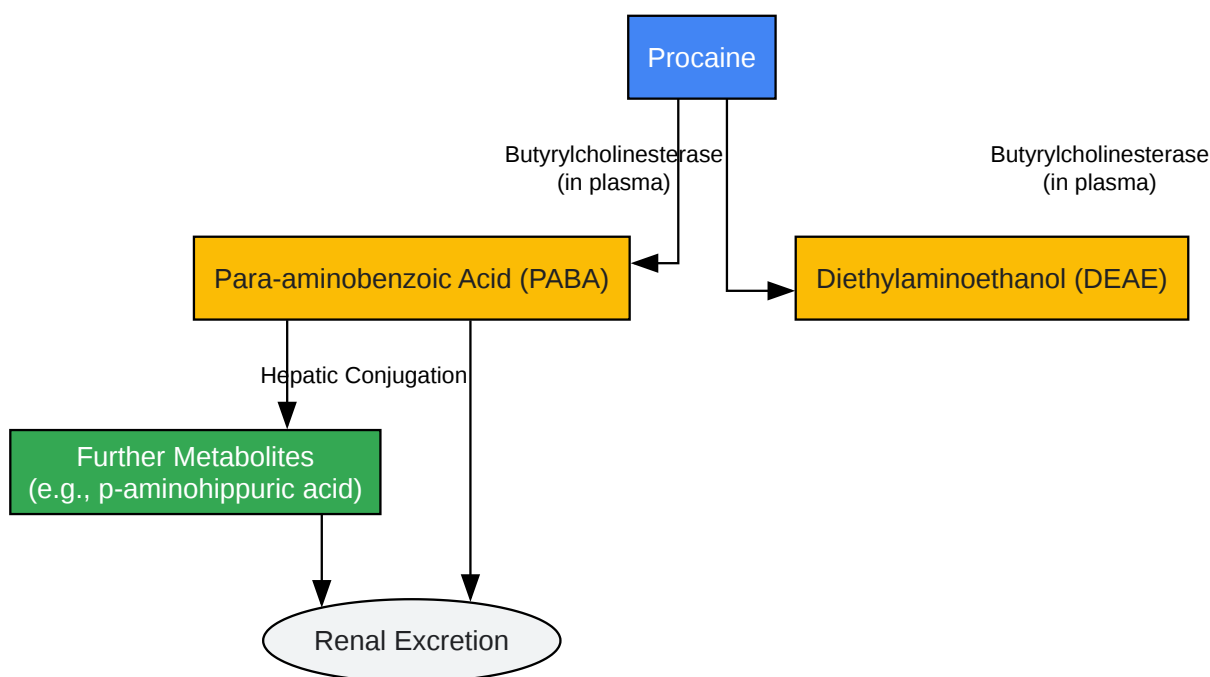 Procaine
Butyrylcholinesterase
(in plasma)
Butyrylcholinesterase
(in plasma)
Para-aminobenzoic Acid (PABA)
Diethylaminoethanol (DEAE)
Hepatic Conjugation
Further Metabolites
(e.g., p-aminohippuric acid)
Renal Excretion